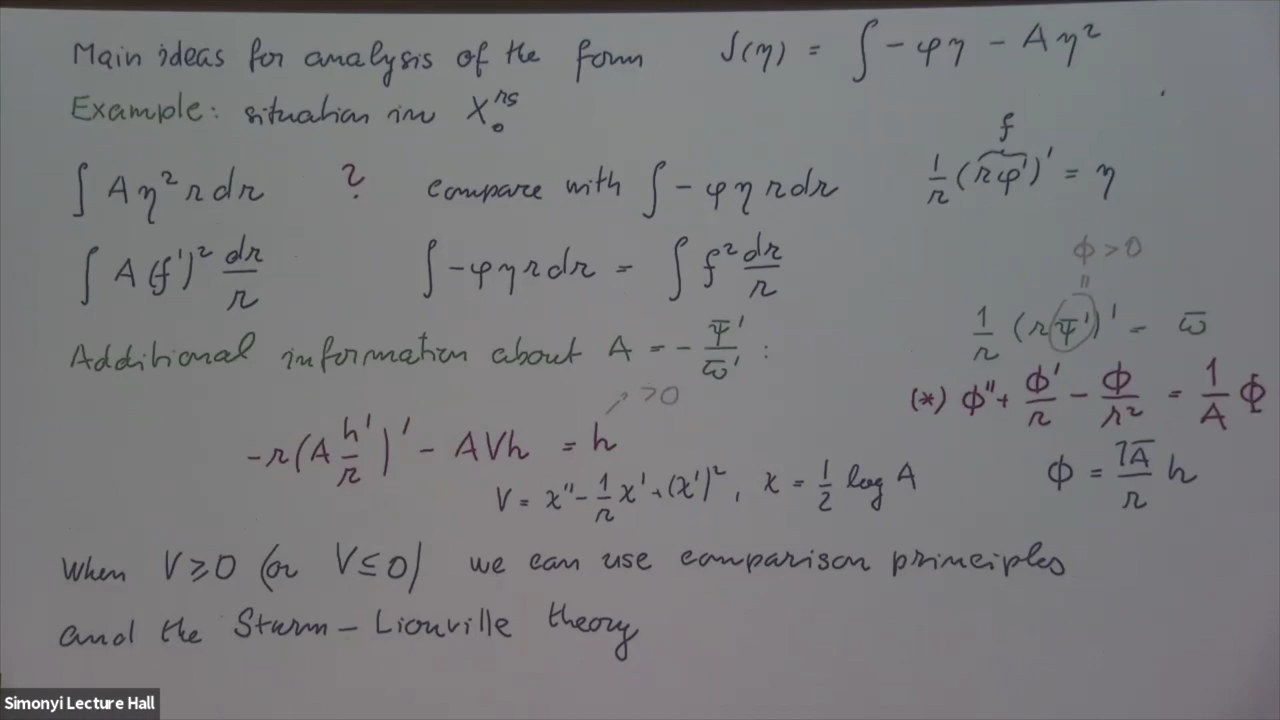 Main ideas for analysis of the form J(η) = ∫ -φη - Aη²
Example: situation in X₀ⁿˢ
∫ Aη² r dr ? compare with ∫ -φη r dr 1/r (rφ')' = η
f
∫ A(f')² dr/r ∫ -φη r dr = ∫ f² dr/r
ϕ > 0
=
1/r (r ψ̄')' = ω̄
Additional information about A = - ψ̄'/ω̄' :
(*) ϕ'' + ϕ'/r - ϕ/r² = 1/A ϕ
> 0
-r (A h'/r)' - AVh = h
V = χ'' - 1/r χ' + (χ')², χ = 1/2 log A
ϕ = √A/r h
When V ≥ 0 (or V ≤ 0) we can use comparison principles
and the Sturm-Liouville theory
Simonyi Lecture Hall